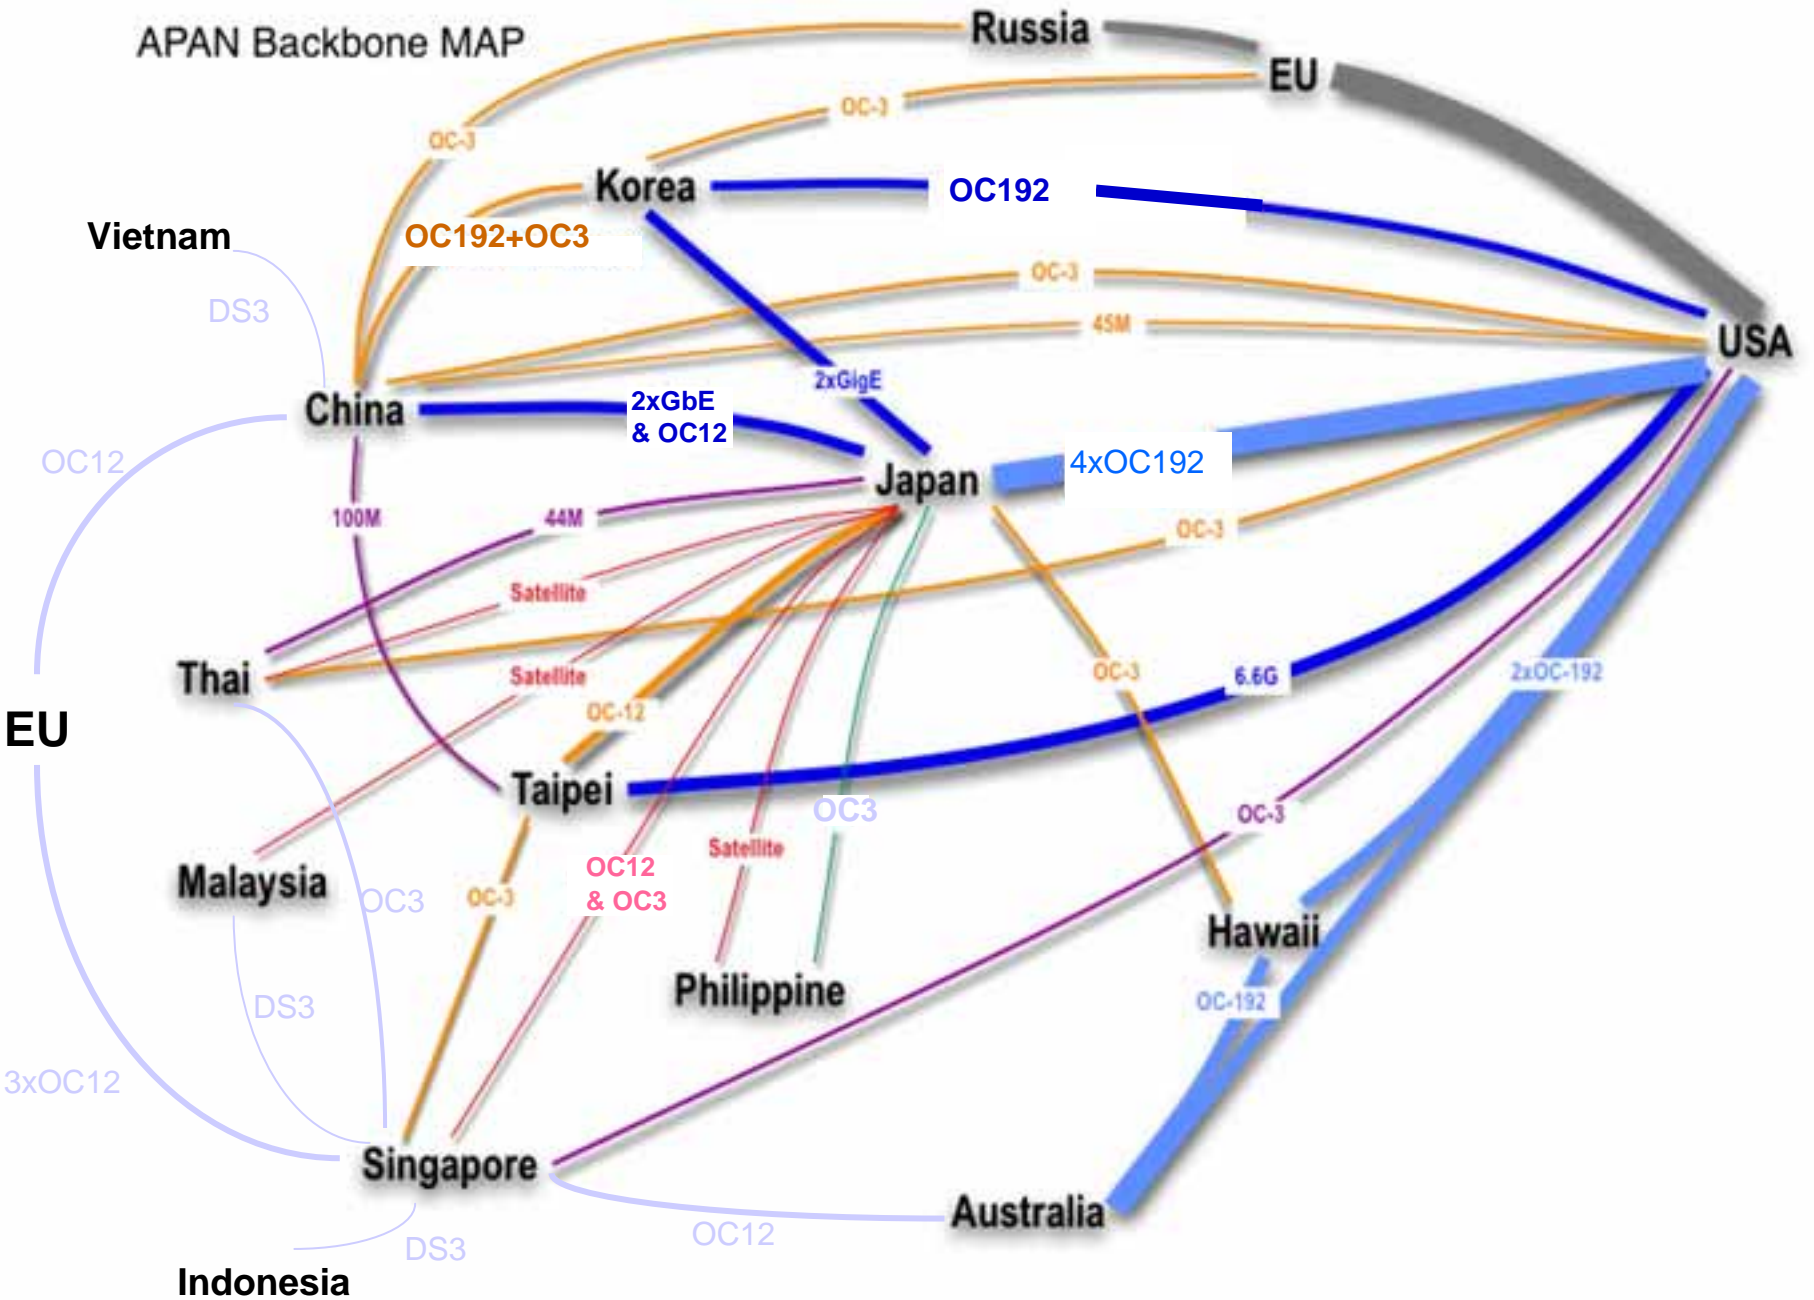 Russia
APAN Backbone MAP
EU
OC-3
OC-3
Korea
OC192
Vietnam
OC192+OC3
OC-3
DS3
45M
USA
2xGigE
China
2xGbE
& OC12
OC12
4xOC192
Japan
100M
44M
OC-3
Satellite
Thai
Satellite
OC-3
6.6G
2xOC-192
OC-12
EU
Taipei
OC3
OC-3
Satellite
OC12
& OC3
Malaysia
OC3
OC-3
Hawaii
Philippine
OC-192
DS3
3xOC12
Singapore
Australia
OC12
DS3
Indonesia